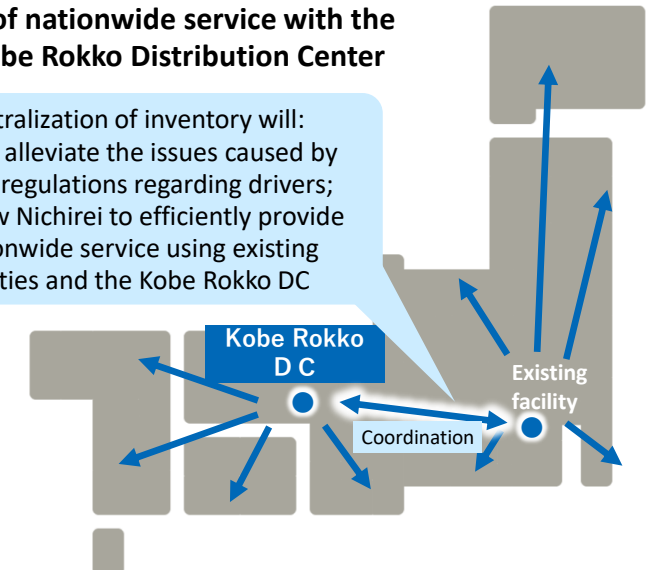 of nationwide service with the
be Rokko Distribution Center
tralization of inventory will:
alleviate the issues caused by
regulations regarding drivers;
w Nichirei to efficiently provide
onwide service using existing
ties and the Kobe Rokko DC
Kobe Rokko
D C
Existing
facility
Coordination